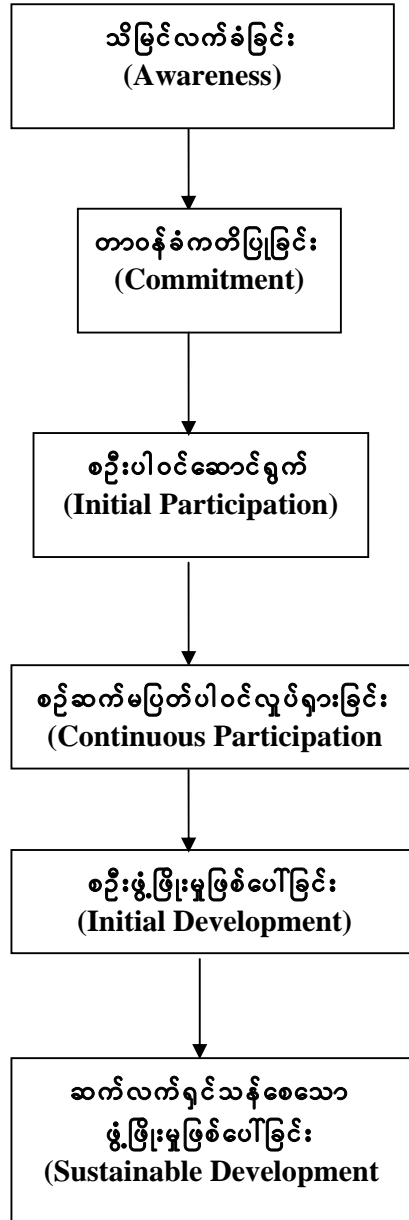 သိမြင်လက်ခံခြင်း
(Awareness)
တာဝန်ခံကတိပြုခြင်း
(Commitment)
စဦးပါဝင်ဆောင်ရွက်
(Initial Participation)
စဉ်ဆက်မပြတ်ပါဝင်လှုပ်ရှားခြင်း
(Continuous Participation
စဦးဖွံ့ဖြိုးမှုဖြစ်ပေါ်ခြင်း
(Initial Development)
ဆက်လက်ရှင်သန်စေသော
ဖွံ့ဖြိုးမှုဖြစ်ပေါ်ခြင်း
(Sustainable Development